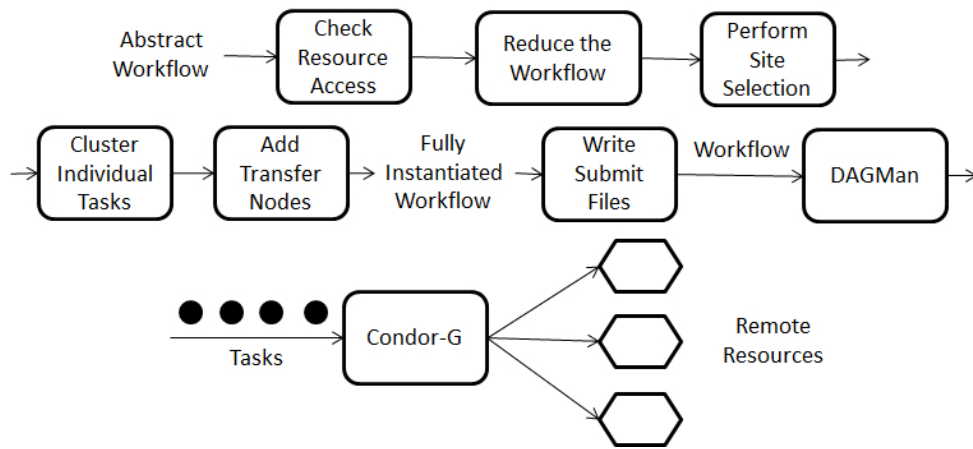 Abstract
Workflow
Check
Resource
Access
Reduce the
Workflow
Perform
Site
Selection
Cluster
Individual
Tasks
Add
Transfer
Nodes
Fully
Instantiated
Workflow
Write
Submit
Files
Workflow
DAGMan
Tasks
Condor-G
Remote
Resources